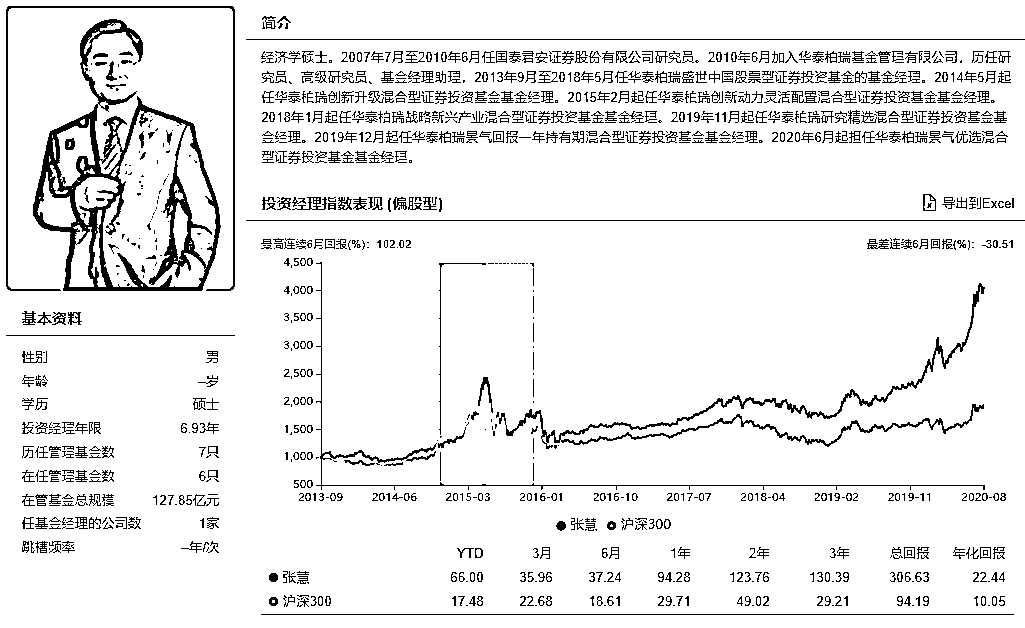 简介
经济学硕士。2007年7月至2010年6月任国泰君安证券股份有限公司研究员。2010年6月加入华泰柏瑞基金管理有限公司，历任研
究员、高级研究员、基金经理助理，2013年9月至2018年5月任华泰柏瑞盛世中国股票型证券投资基金的基金经理。2014年5月起
任华泰柏瑞创新升级混合型证券投资基金基金经理。2015年2月起任华泰柏瑞创新动力灵活配置混合型证券投资基金基金经理。
2018年1月起任华泰柏瑞战略新兴产业混合型证券投资基金基金经理。2019年11月起任华泰柏瑞研究精选混合型证券投资基金基
金经理。2019年12月起任华泰柏瑞景气回报一年持有期混合型证券投资基金基金经理。2020年6月起担任华泰柏瑞景气优选混合
型证券投资基金基金经理。
投资经理指数表现 (偏股型)
导出到Excel
最高连续6月回报(%): 102.02
最差连续6月回报(%): -30.51
4,500
4,000
3,500
3,000
2,500
2,000
1,500
1,000
500
2013-09 2014-06 2015-03 2016-01 2016-10 2017-07 2018-04 2019-02 2019-11 2020-08
张慧 沪深300
YTD 3月 6月 1年 2年 3年 总回报 年化回报
张慧 66.00 35.96 37.24 94.28 123.76 130.39 306.63 22.44
沪深300 17.48 22.68 18.61 29.71 49.02 29.21 94.19 10.05
基本资料
性别 男
年龄 --岁
学历 硕士
投资经理年限 6.93年
历任管理基金数 7只
在任管理基金数 6只
在管基金总规模 127.85亿元
任基金经理的公司数 1家
跳槽频率 --年/次